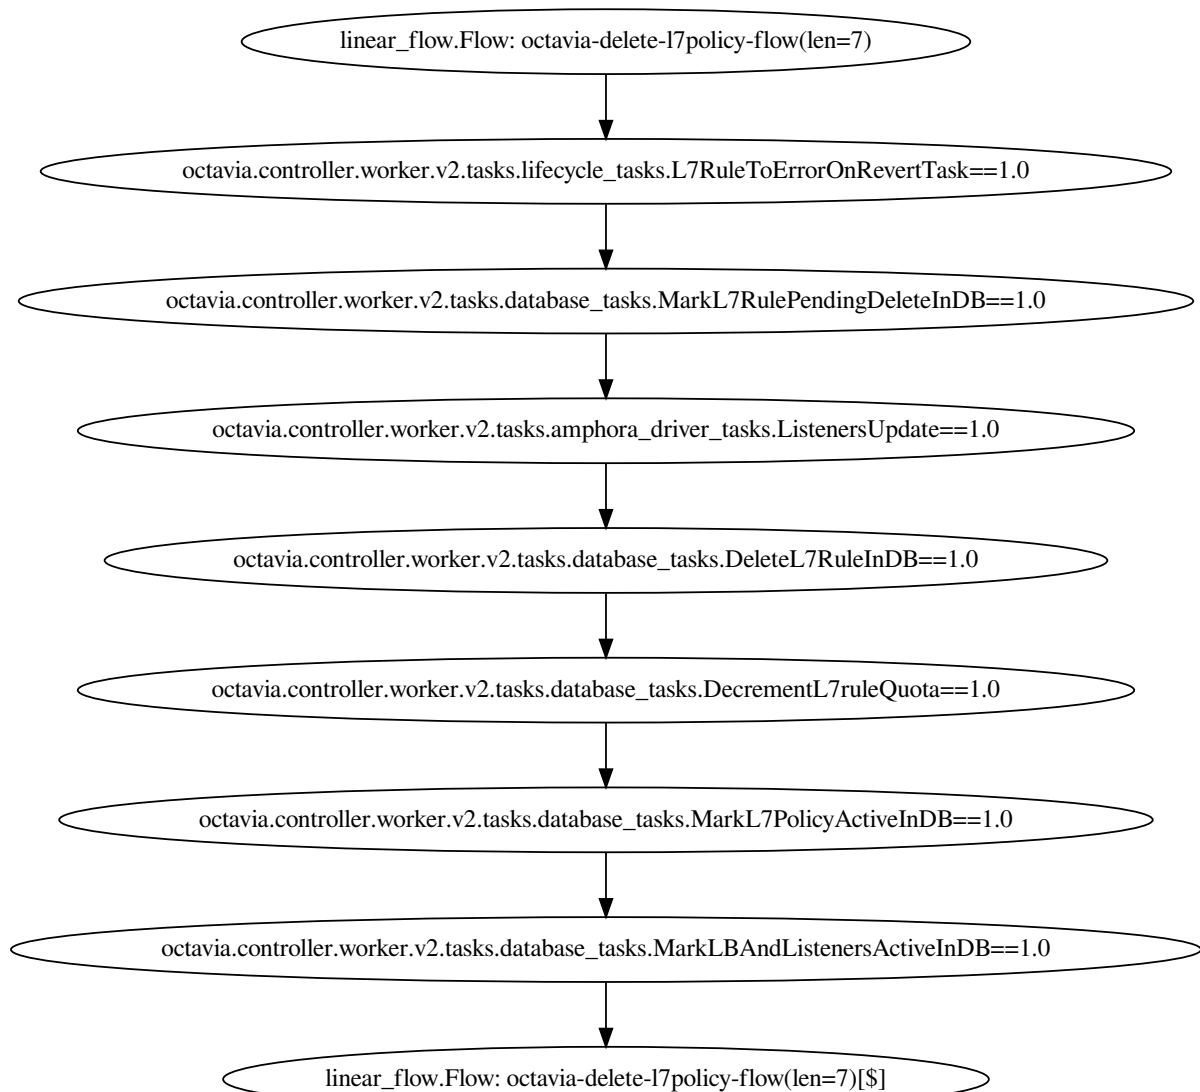 linear_flow.Flow: octavia-delete-l7policy-flow(len=7)
octavia.controller.worker.v2.tasks.lifecycle_tasks.L7RuleToErrorOnRevertTask==1.0
octavia.controller.worker.v2.tasks.database_tasks.MarkL7RulePendingDeleteInDB==1.0
octavia.controller.worker.v2.tasks.amphora_driver_tasks.ListenersUpdate==1.0
octavia.controller.worker.v2.tasks.database_tasks.DeleteL7RuleInDB==1.0
octavia.controller.worker.v2.tasks.database_tasks.DecrementL7ruleQuota==1.0
octavia.controller.worker.v2.tasks.database_tasks.MarkL7PolicyActiveInDB==1.0
octavia.controller.worker.v2.tasks.database_tasks.MarkLBAndListenersActiveInDB==1.0
linear_flow.Flow: octavia-delete-l7policy-flow(len=7)[$]